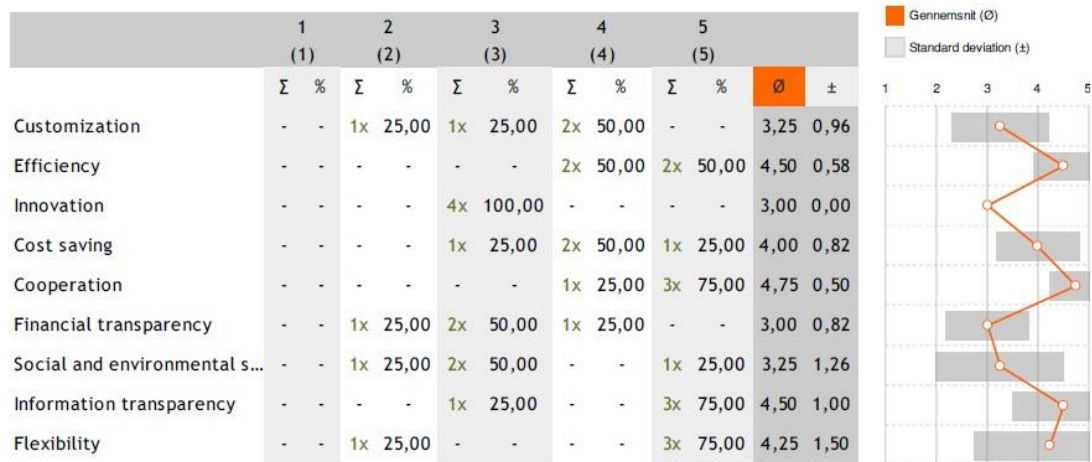 1 2 3 4 5
(1) (2) (3) (4) (5)
Σ % Σ % Σ % Σ % Σ % Ø ±
Customization - - 1x 25,00 1x 25,00 2x 50,00 - - 3,25 0,96
Efficiency - - - - - - 2x 50,00 2x 50,00 4,50 0,58
Innovation - - - - 4x 100,00 - - - - 3,00 0,00
Cost saving - - - - 1x 25,00 2x 50,00 1x 25,00 4,00 0,82
Cooperation - - - - - - 1x 25,00 3x 75,00 4,75 0,50
Financial transparency - - 1x 25,00 2x 50,00 1x 25,00 - - 3,00 0,82
Social and environmental s... - - 1x 25,00 2x 50,00 - - 1x 25,00 3,25 1,26
Information transparency - - - - 1x 25,00 - - 3x 75,00 4,50 1,00
Flexibility - - 1x 25,00 - - - - 3x 75,00 4,25 1,50
Gennemsnit (Ø)
Standard deviation (±)
1 2 3 4 5